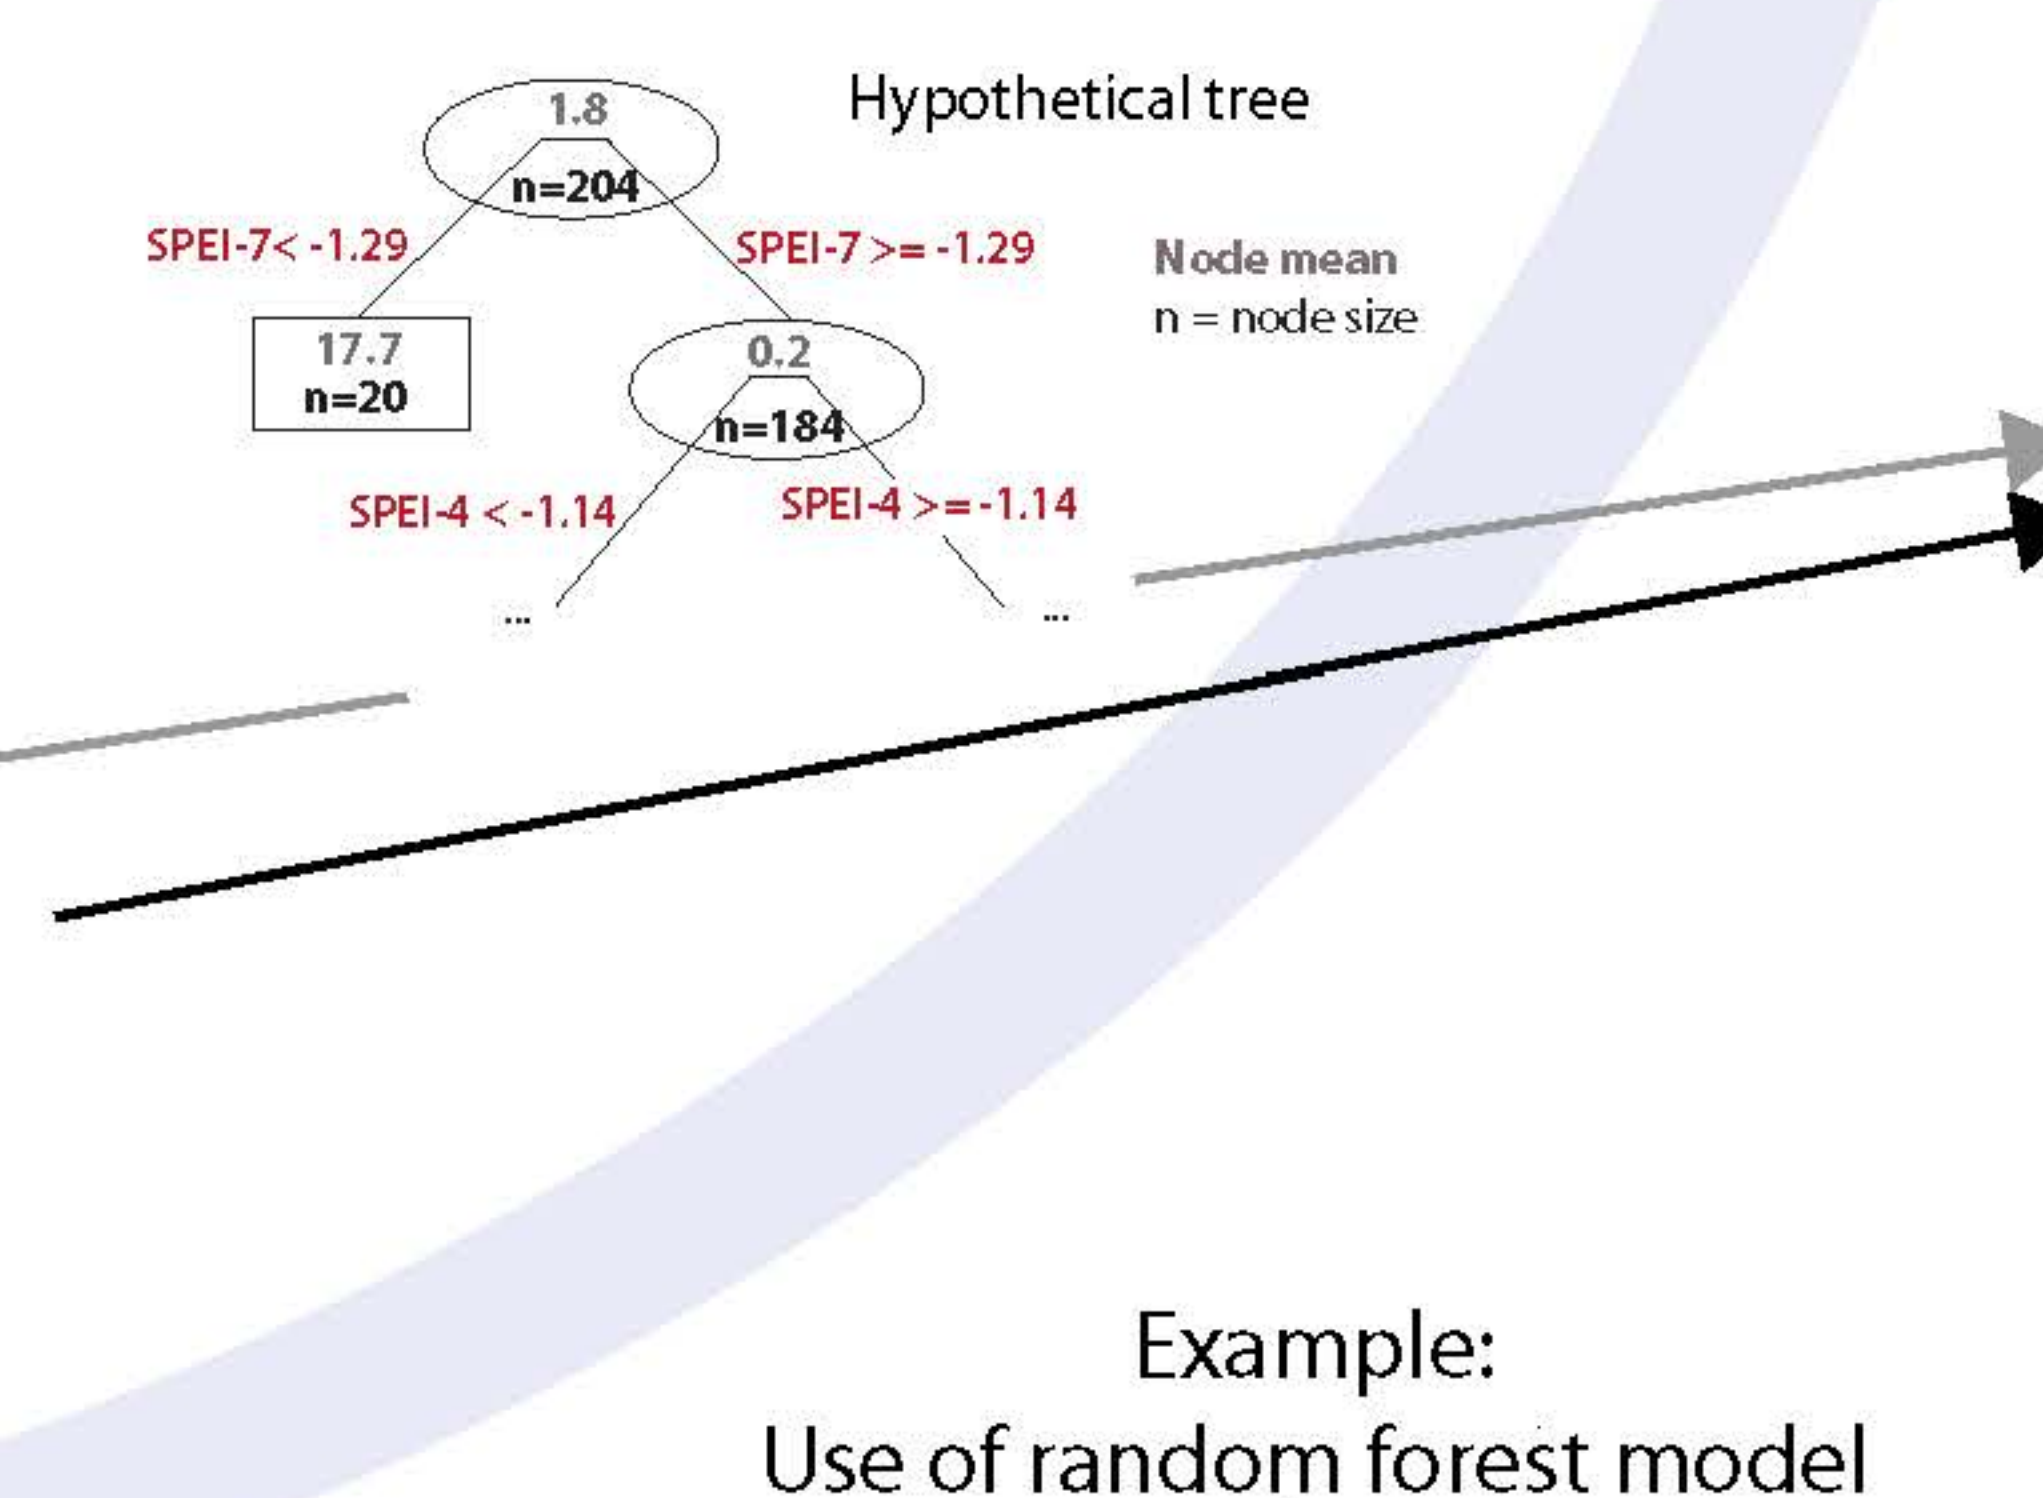 Hypothetical tree
1.8
n=204
SPEI-7< -1.29
SPEI-7 >= -1.29
Node mean
n = node size
17.7
n=20
0.2
n=184
SPEI-4 < -1.14
SPEI-4 >= -1.14
...
...
Example:
Use of random forest model